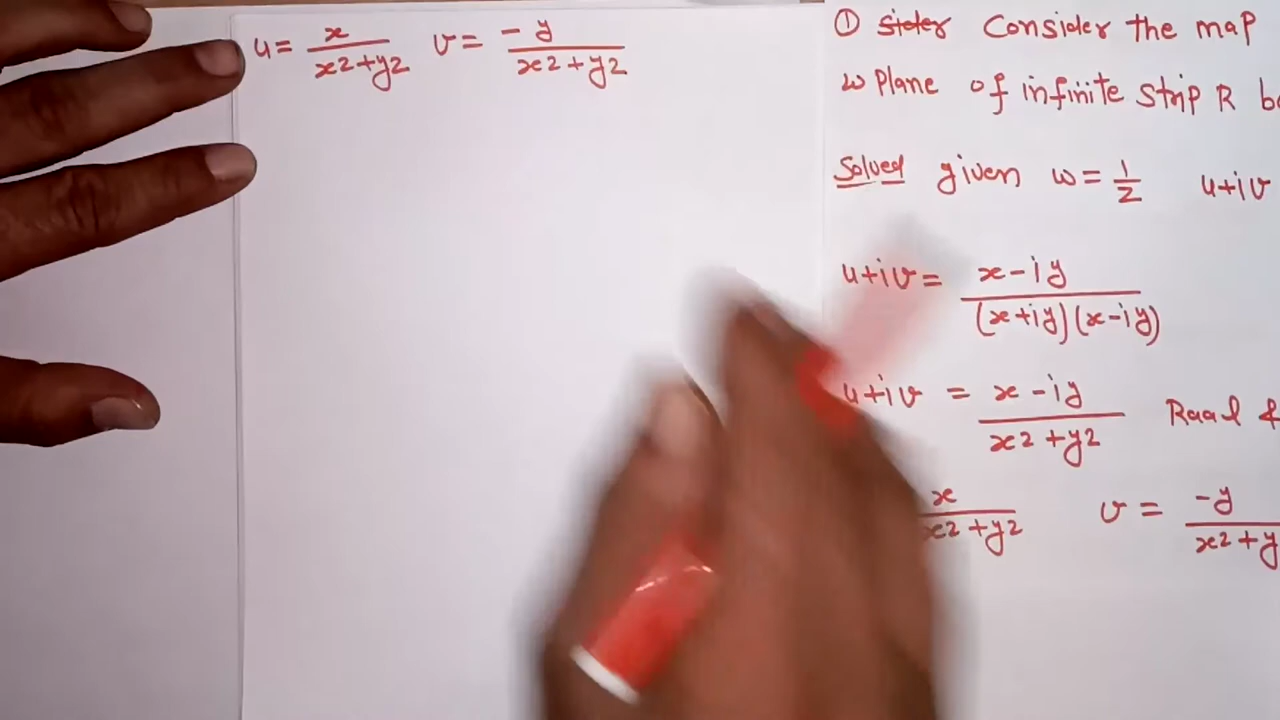 u = x / x2+y2 v = -y / x2+y2
① Consider the map
w Plane of infinite strip R
Solved given w = 1/z u+iv
u+iv = x-iy / (x+iy)(x-iy)
u+iv = x-iy / x2+y2 Raal &
x / x2+y2 v = -y / x2+y